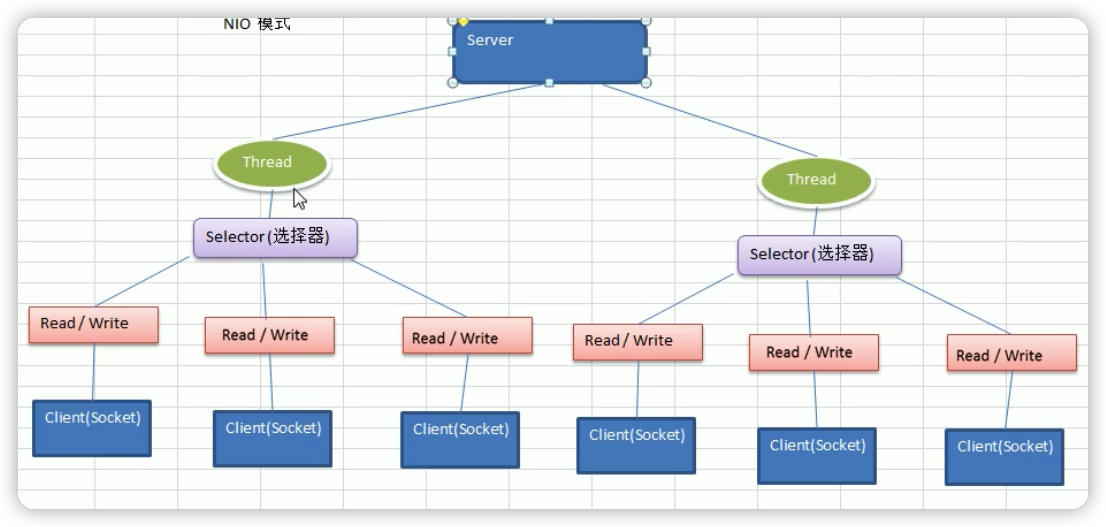 NIO 模式
Server
Thread
Thread
Selector(选择器)
Selector(选择器)
Read / Write
Read / Write
Read / Write
Read / Write
Read / Write
Read / Write
Client(Socket)
Client(Socket)
Client(Socket)
Client(Socket)
Client(Socket)
Client(Socket)